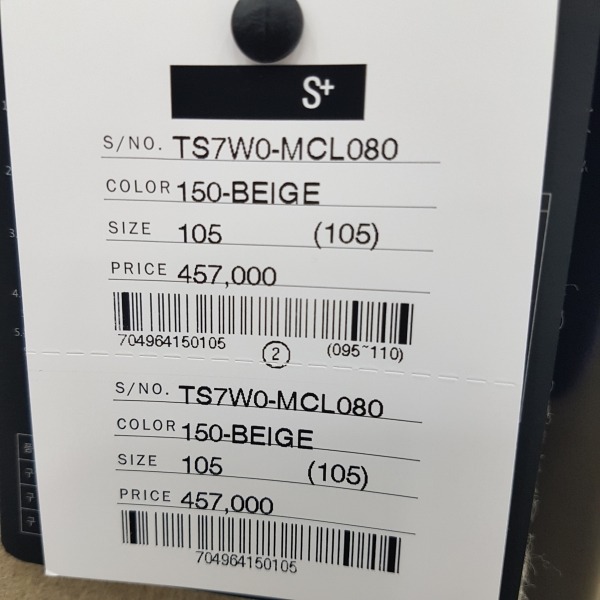 S+
S/NO. TS7W0-MCL080
COLOR 150-BEIGE
SIZE 105 (105)
PRICE 457,000
704964150105 2 (095~110)
S/NO. TS7W0-MCL080
COLOR 150-BEIGE
SIZE 105 (105)
PRICE 457,000
704964150105